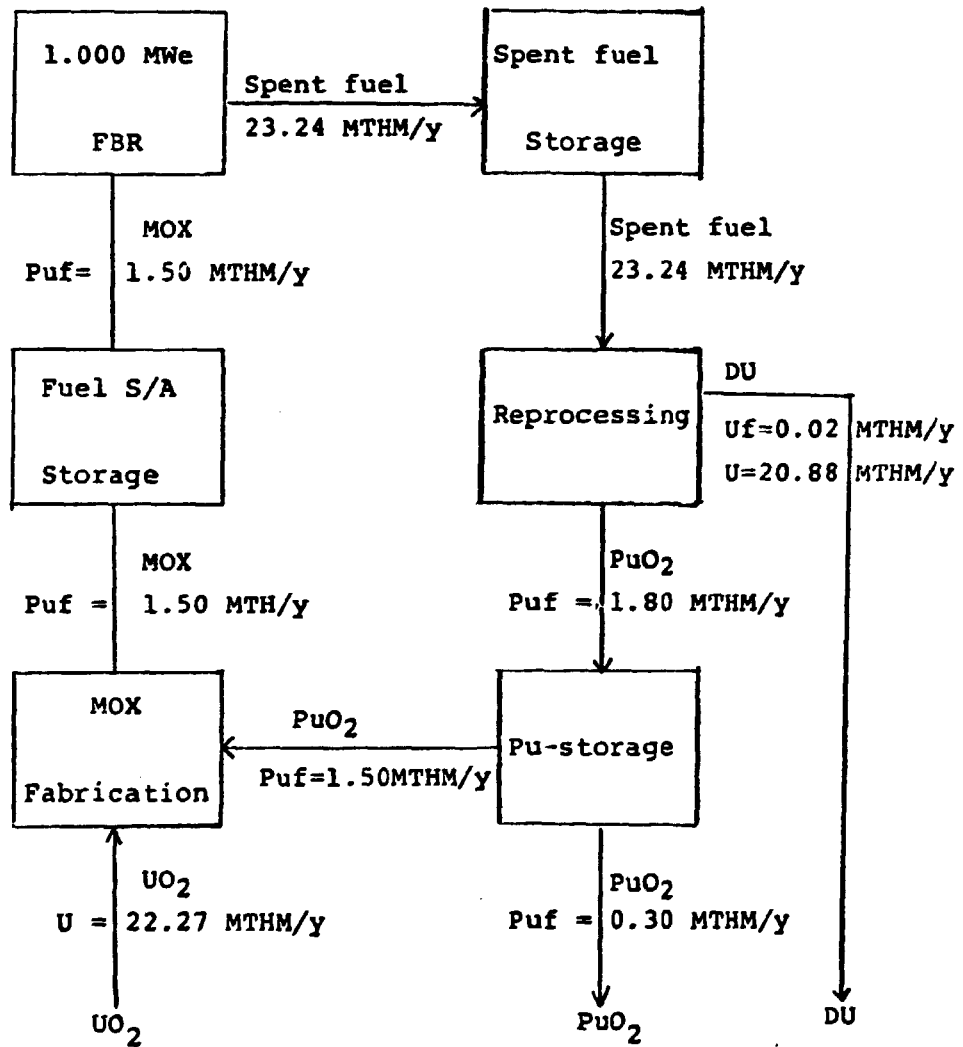 1.000 MWe
FBR
Spent fuel
23.24 MTHM/y
Spent fuel
Storage
MOX
Puf= 1.50 MTHM/y
Spent fuel
23.24 MTHM/y
Fuel S/A
Storage
Reprocessing
DU
Uf=0.02 MTHM/y
U=20.88 MTHM/y
MOX
Puf = 1.50 MTH/y
PuO2
Puf = 1.80 MTHM/y
MOX
Fabrication
PuO2
Puf=1.50MTHM/y
Pu-storage
UO2
U = 22.27 MTHM/y
PuO2
Puf = 0.30 MTHM/y
UO2
PuO2
DU